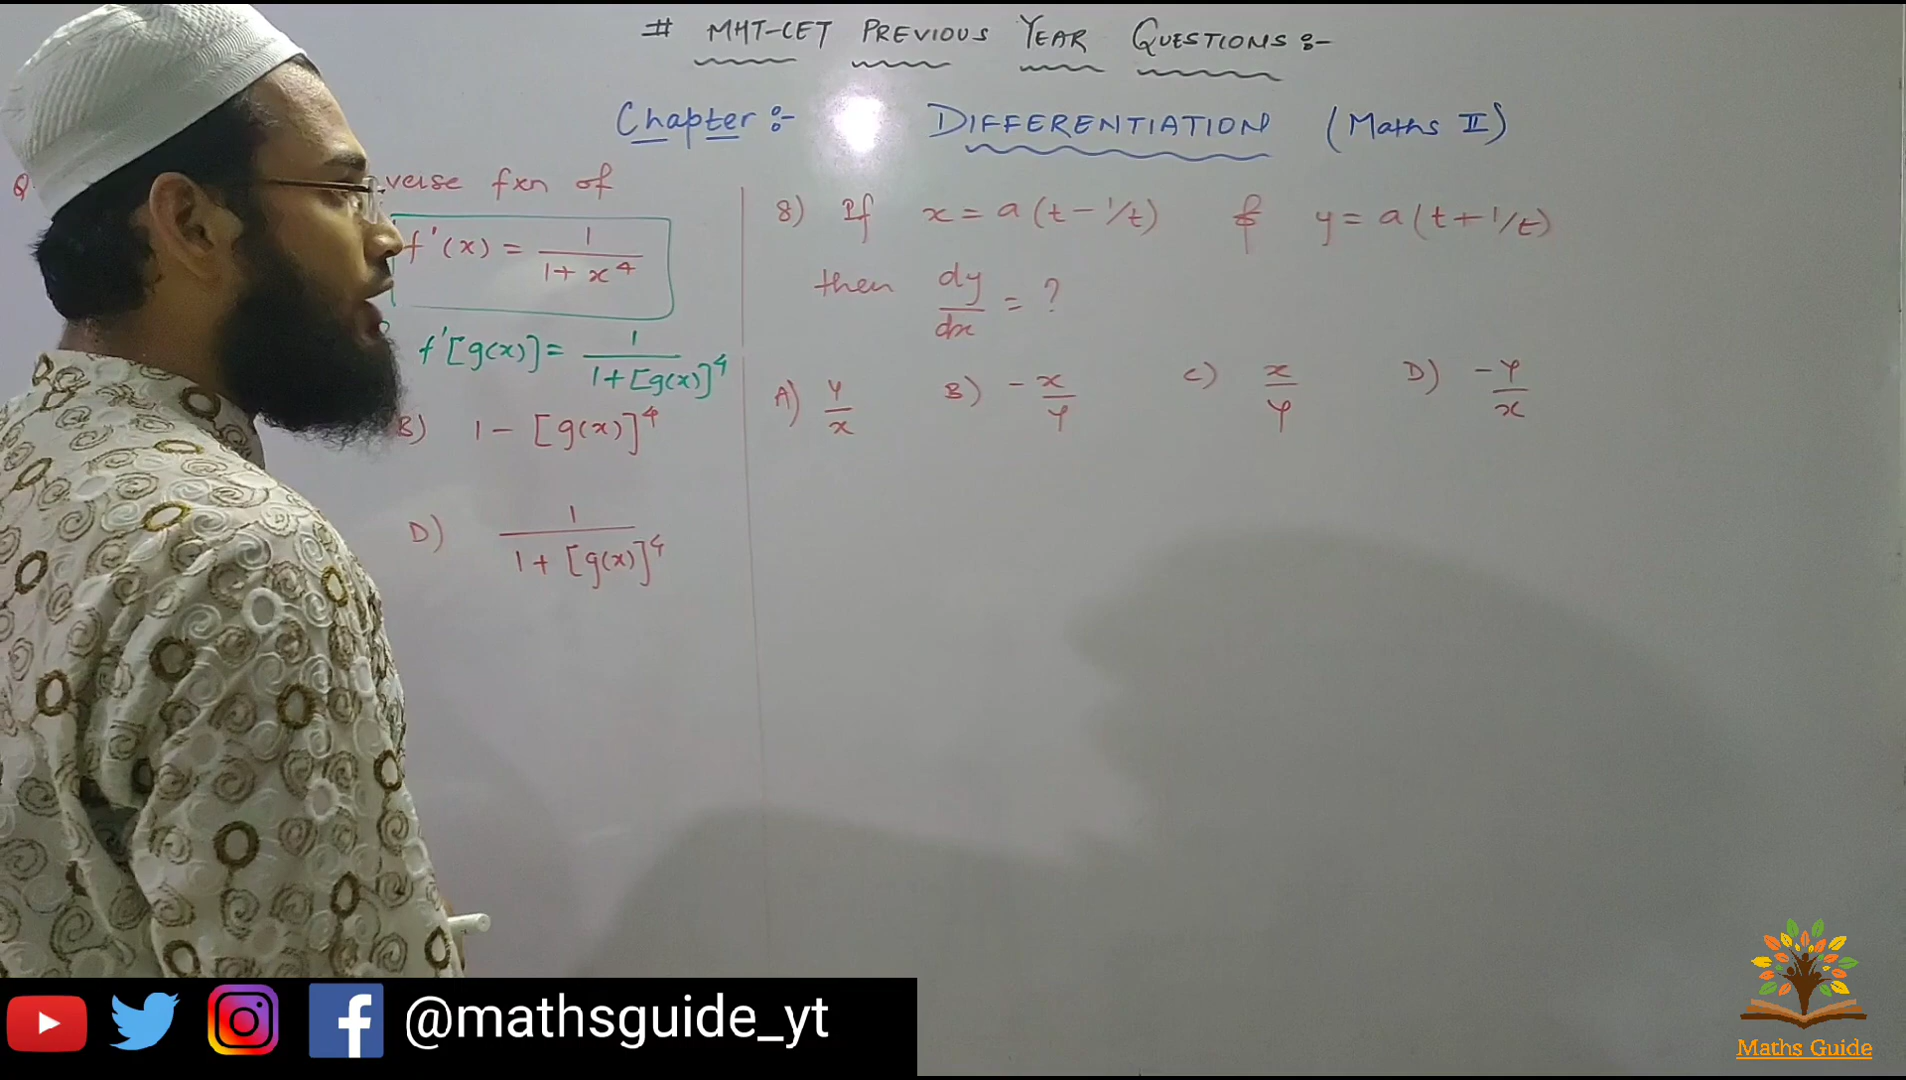 # MHT-CET PREVIOUS YEAR QUESTIONS :-
Chapter :- DIFFERENTIATION (Maths II)
Q
verse fxn of
f'(x) = 1/(1+x⁴)
f'[g(x)] = 1/(1+[g(x)]⁴)
B) 1 - [g(x)]⁴
D) 1/(1+[g(x)]⁴)
8) If x = a(t - 1/t) & y = a(t + 1/t)
then dy/dx = ?
A) y/x B) -x/y C) x/y D) -y/x
@mathsguide_yt
Maths Guide